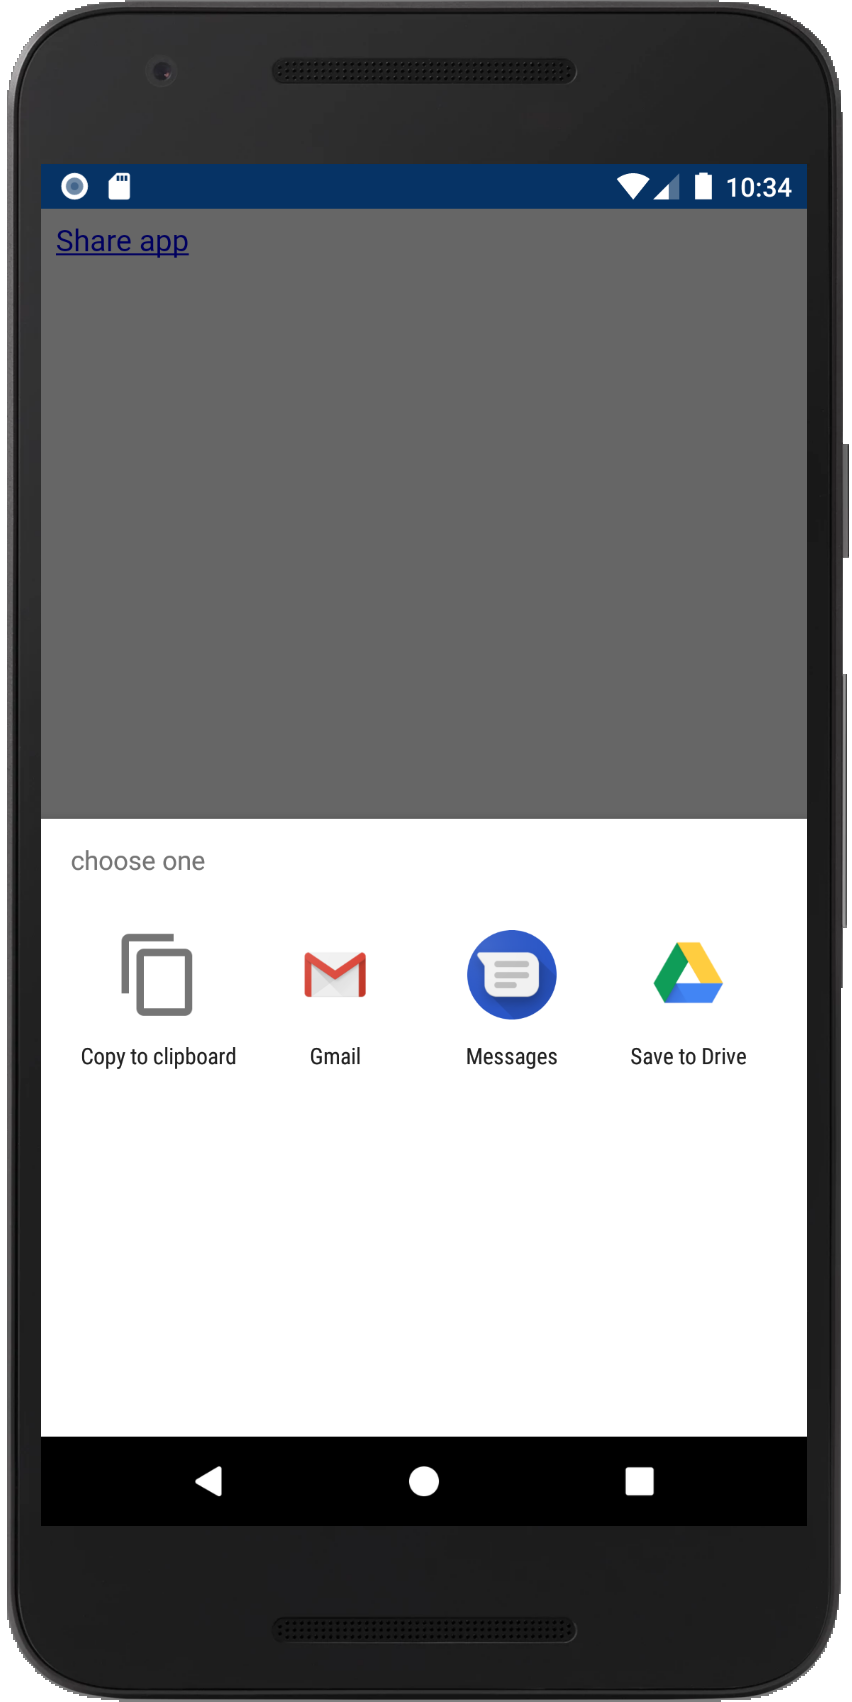 10:34
Share app
choose one
Copy to clipboard
Gmail
Messages
Save to Drive